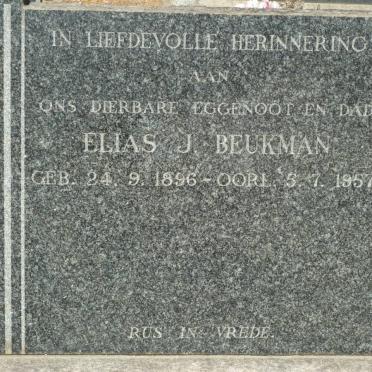 IN LIEFDEVOLLE HERINNERING
AAN
ONS DIERBARE EGGENOOT EN DAD
ELIAS J. BEUKMAN
GEB. 24. 9. 1896 – OORL. 5. 7. 1957
RUS IN VREDE.